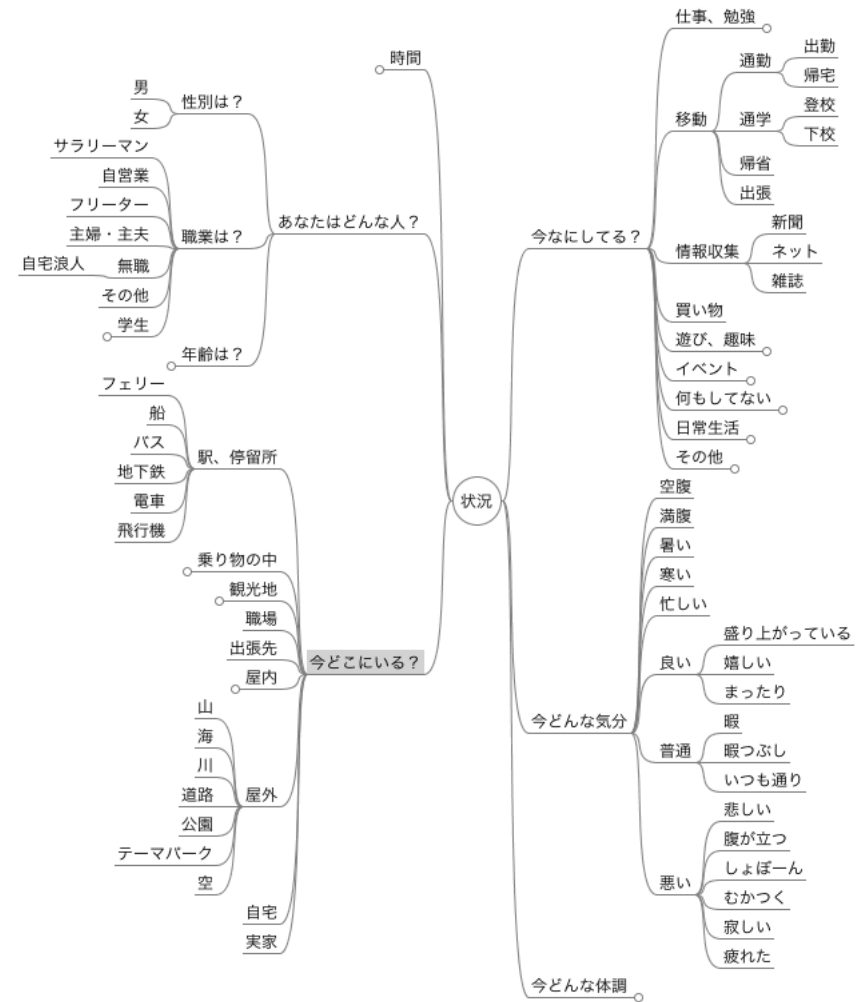 状況
時間
あなたはどんな人？
性別は？
男
女
職業は？
サラリーマン
自営業
フリーター
主婦・主夫
無職
自宅浪人
その他
学生
年齢は？
今どこにいる？
駅、停留所
フェリー
船
バス
地下鉄
電車
飛行機
乗り物の中
観光地
職場
出張先
屋内
屋外
山
海
川
道路
公園
テーマパーク
空
自宅
実家
今なにしてる？
仕事、勉強
移動
通勤
出勤
帰宅
通学
登校
下校
帰省
出張
情報収集
新聞
ネット
雑誌
買い物
遊び、趣味
イベント
何もしてない
日常生活
その他
今どんな気分
空腹
満腹
暑い
寒い
忙しい
良い
盛り上がっている
嬉しい
まったり
普通
暇
暇つぶし
いつも通り
悪い
悲しい
腹が立つ
しょぼーん
むかつく
寂しい
疲れた
今どんな体調